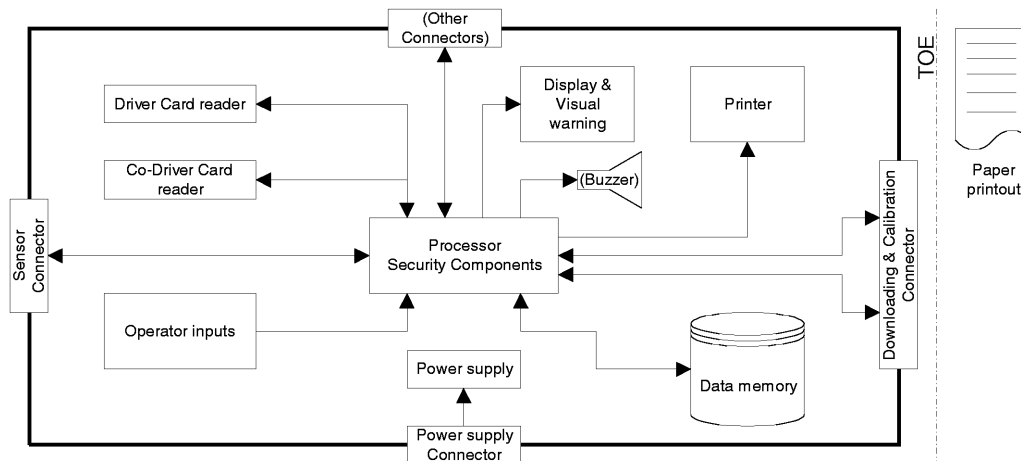 (Other
Connectors)
TOE
Driver Card reader
Display &
Visual
warning
Printer
Co-Driver Card
reader
(Buzzer)
Paper
printout
Sensor
Connector
Processor
Security Components
Downloading & Calibration
Connector
Operator inputs
Power supply
Data memory
Power supply
Connector